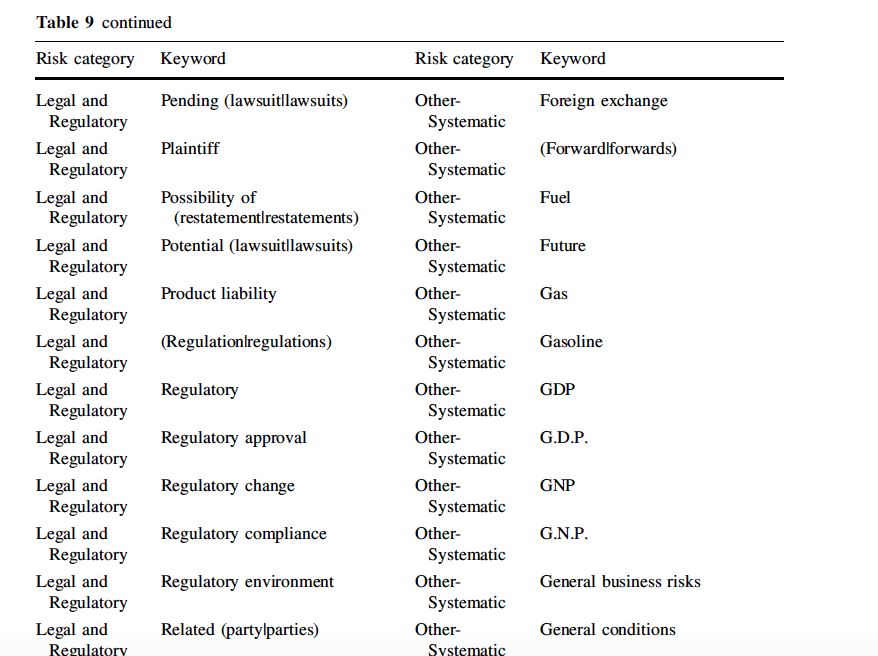 Table 9 continued
Risk category Keyword Risk category Keyword
Legal and Pending (lawsuit|lawsuits) Other- Foreign exchange
Regulatory Systematic
Legal and Plaintiff Other- (Forward|forwards)
Regulatory Systematic
Legal and Possibility of Other- Fuel
Regulatory (restatement|restatements) Systematic
Legal and Potential (lawsuit|lawsuits) Other- Future
Regulatory Systematic
Legal and Product liability Other- Gas
Regulatory Systematic
Legal and (Regulation|regulations) Other- Gasoline
Regulatory Systematic
Legal and Regulatory Other- GDP
Regulatory Systematic
Legal and Regulatory approval Other- G.D.P.
Regulatory Systematic
Legal and Regulatory change Other- GNP
Regulatory Systematic
Legal and Regulatory compliance Other- G.N.P.
Regulatory Systematic
Legal and Regulatory environment Other- General business risks
Regulatory Systematic
Legal and Related (party|parties) Other- General conditions
Regulatory Systematic